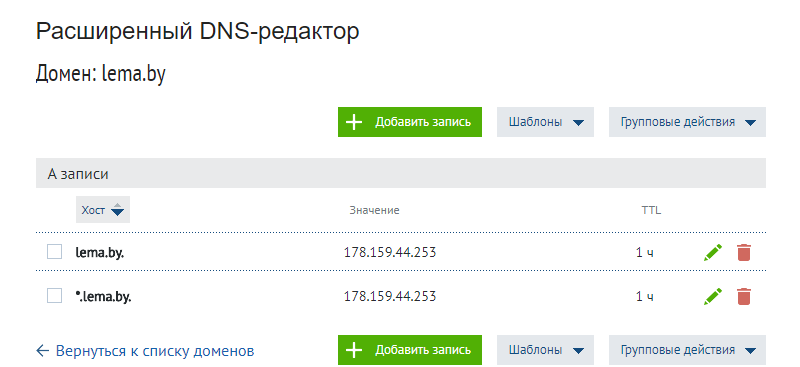 Расширенный DNS-редактор
Домен: lema.by
Добавить запись Шаблоны Групповые действия
А записи
Хост Значение TTL
lema.by. 178.159.44.253 1 ч
*.lema.by. 178.159.44.253 1 ч
← Вернуться к списку доменов Добавить запись Шаблоны Групповые действия